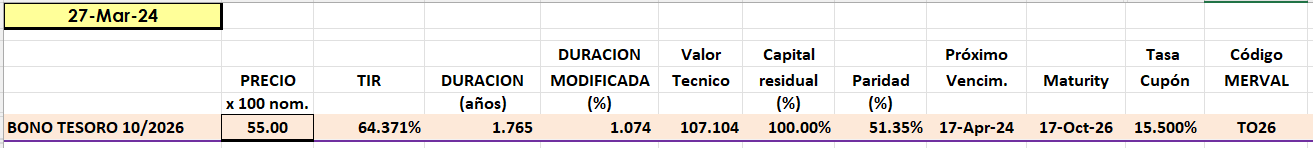 27-Mar-24
DURACION Valor Capital Próximo Tasa Código
PRECIO TIR DURACION MODIFICADA Tecnico residual Paridad Vencim. Maturity Cupón MERVAL
x 100 nom. (años) (%) (%) (%)
BONO TESORO 10/2026 55.00 64.371% 1.765 1.074 107.104 100.00% 51.35% 17-Apr-24 17-Oct-26 15.500% TO26